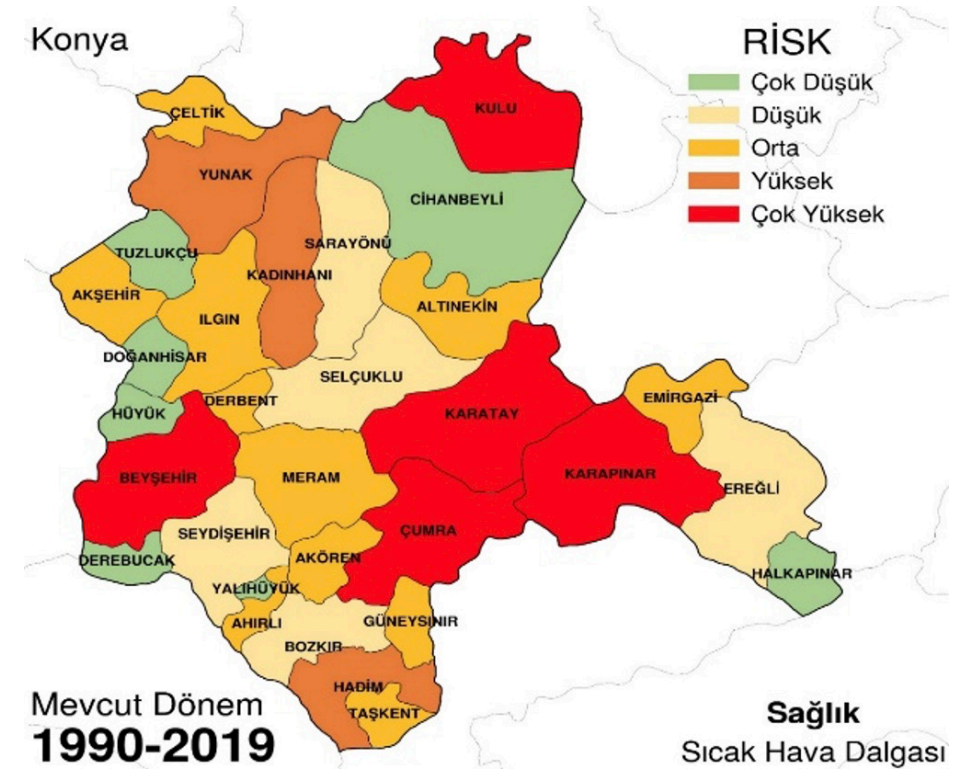 Konya
RİSK
Çok Düşük
Düşük
Orta
Yüksek
Çok Yüksek
KULU
ÇELTİK
YUNAK
CİHANBEYLİ
SARAYÖNÜ
TUZLUKÇU
KADINHANI
AKŞEHİR
ALTINEKİN
ILGIN
DOĞANHİSAR
SELÇUKLU
DERBENT
EMİRGAZİ
HÜYÜK
KARATAY
BEYŞEHİR
MERAM
KARAPINAR
EREĞLİ
SEYDİŞEHİR
ÇUMRA
DEREBUCAK
AKÖREN
HALKAPINAR
YALIHÜYÜK
AHIRLI
GÜNEYSINIR
BOZKIR
HADİM
TAŞKENT
Mevcut Dönem
1990-2019
Sağlık
Sıcak Hava Dalgası